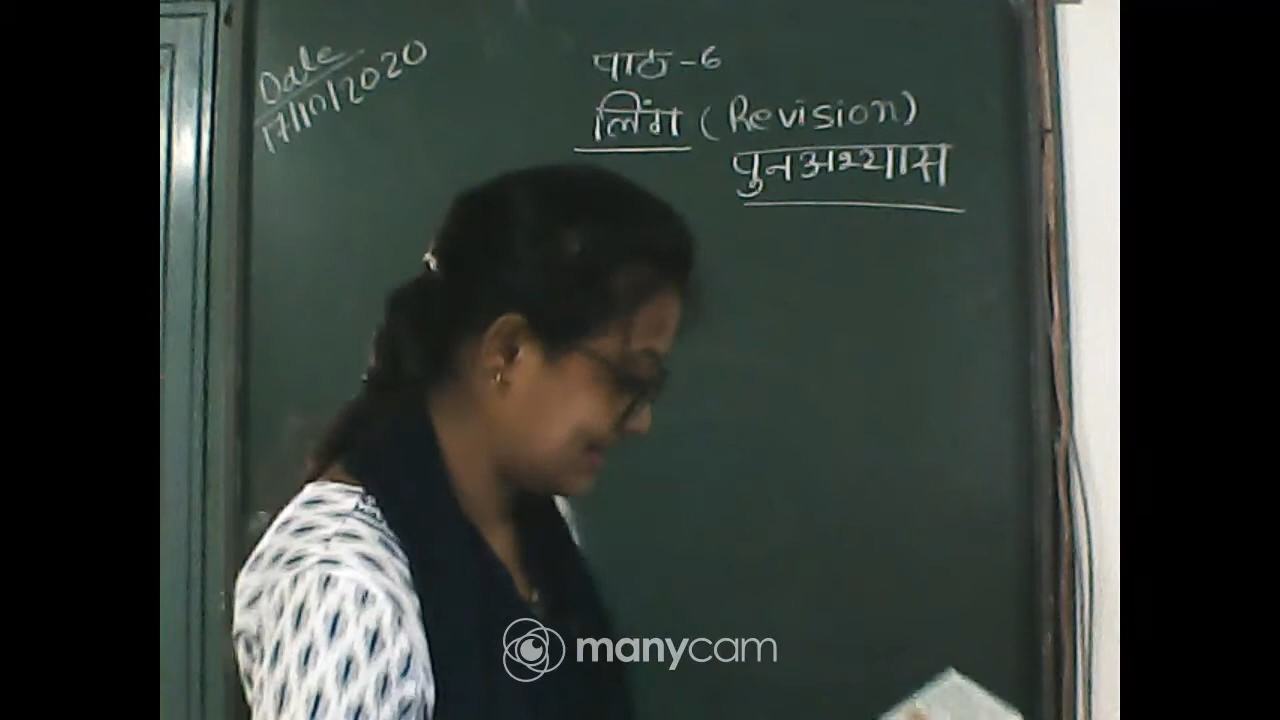 Date
17/10/2020
पाठ - 6
लिंग (Revision)
पुनअभ्यास
manycam